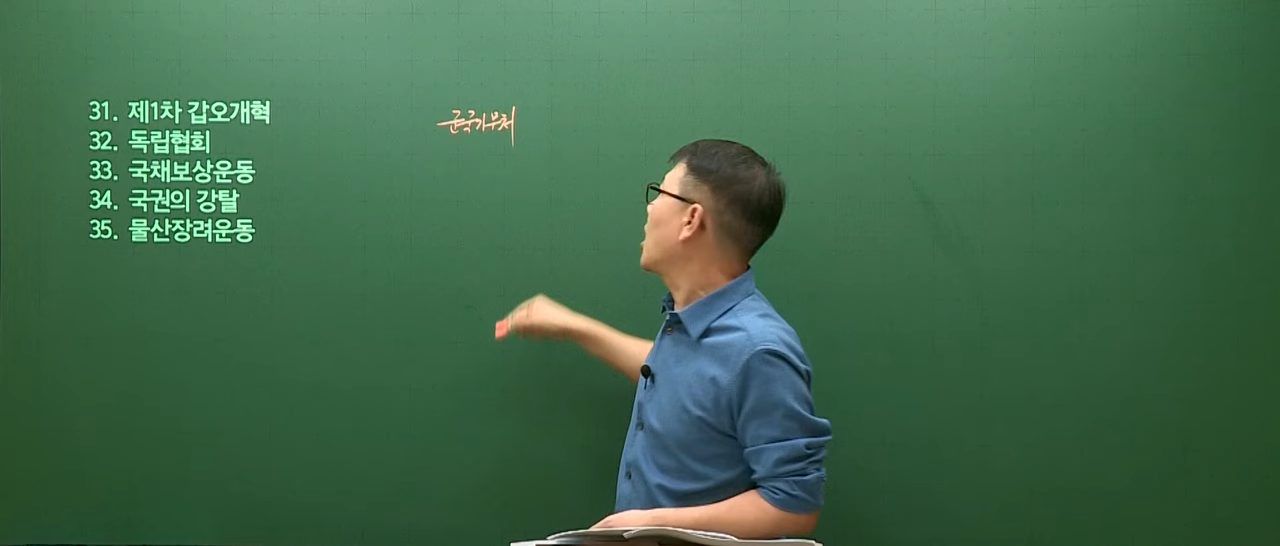 31. 제1차 갑오개혁
32. 독립협회
33. 국채보상운동
34. 국권의 강탈
35. 물산장려운동
군국기무처